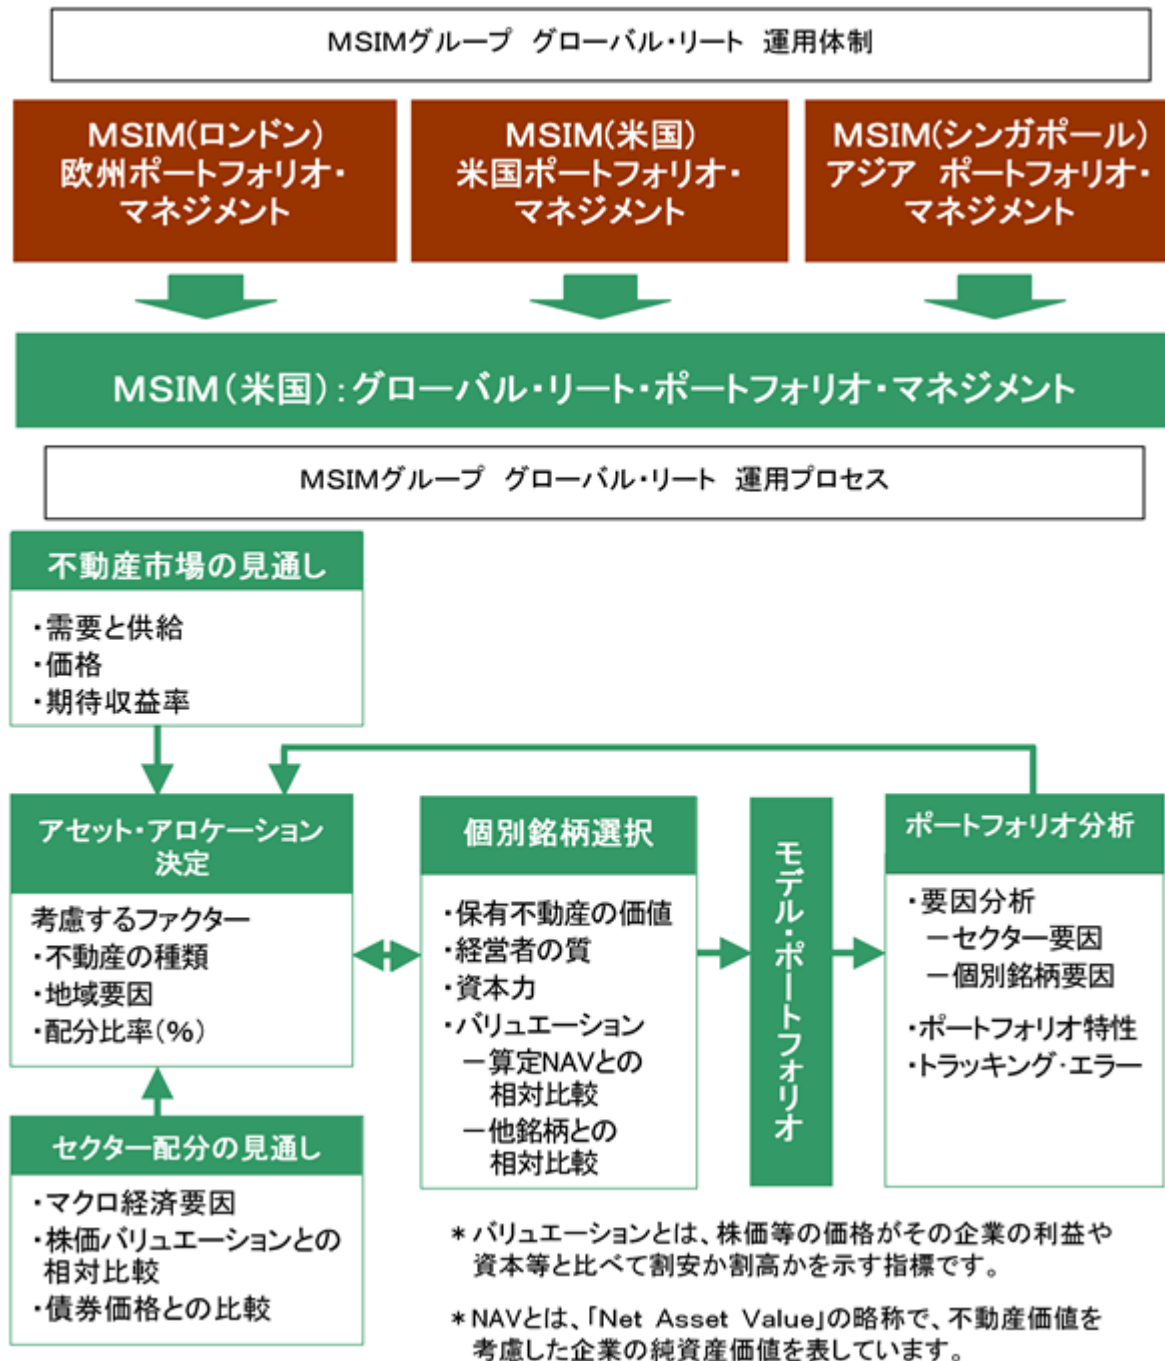 MSIMグループ グローバル・リート 運用体制
MSIM(ロンドン)
欧州ポートフォリオ・
マネジメント
MSIM(米国)
米国ポートフォリオ・
マネジメント
MSIM(シンガポール)
アジア ポートフォリオ・
マネジメント
MSIM(米国):グローバル・リート・ポートフォリオ・マネジメント
MSIMグループ グローバル・リート 運用プロセス
不動産市場の見通し
・需要と供給
・価格
・期待収益率
アセット・アロケーション
決定
考慮するファクター
・不動産の種類
・地域要因
・配分比率(%)
セクター配分の見通し
・マクロ経済要因
・株価バリュエーションとの
相対比較
・債券価格との比較
個別銘柄選択
・保有不動産の価値
・経営者の質
・資本力
・バリュエーション
－算定NAVとの
相対比較
－他銘柄との
相対比較
モデル・ポートフォリオ
ポートフォリオ分析
・要因分析
－セクター要因
－個別銘柄要因
・ポートフォリオ特性
・トラッキング・エラー
＊バリュエーションとは、株価等の価格がその企業の利益や
資本等と比べて割安か割高かを示す指標です。
＊NAVとは、「Net Asset Value」の略称で、不動産価値を
考慮した企業の純資産価値を表しています。